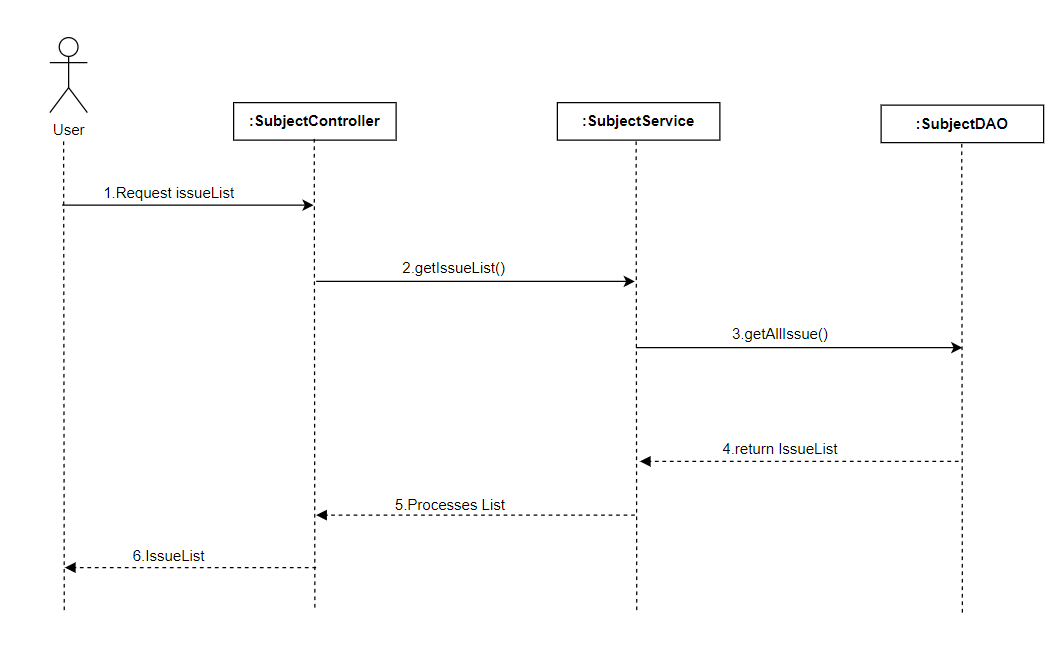 User
:SubjectController
:SubjectService
:SubjectDAO
1.Request issueList
2.getIssueList()
3.getAllIssue()
4.return IssueList
5.Processes List
6.IssueList